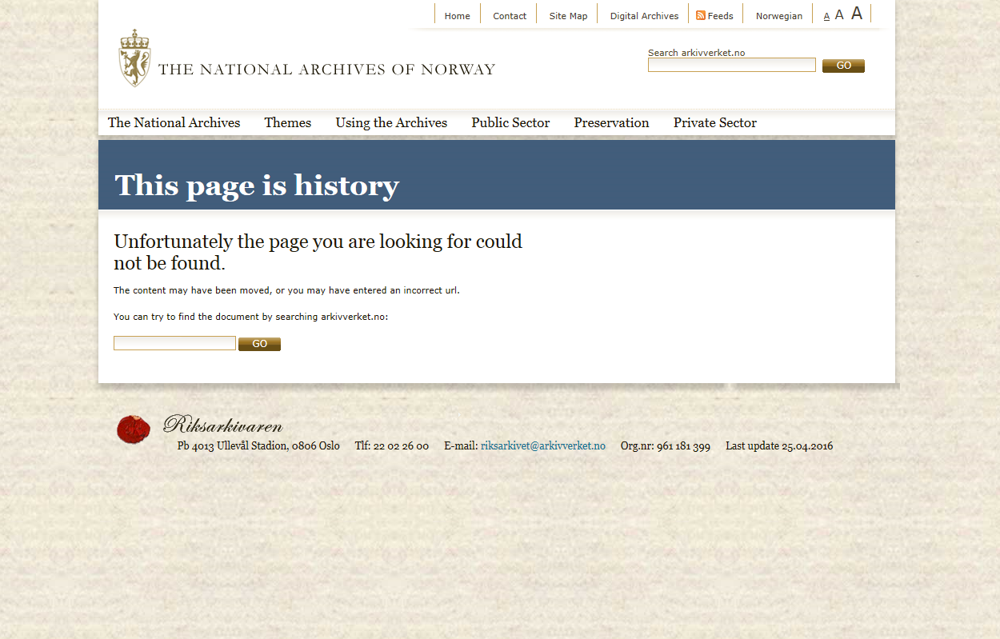 Home Contact Site Map Digital Archives Feeds Norwegian A A A
Search arkivverket.no
THE NATIONAL ARCHIVES OF NORWAY
GO
The National Archives Themes Using the Archives Public Sector Preservation Private Sector
This page is history
Unfortunately the page you are looking for could
not be found.
The content may have been moved, or you may have entered an incorrect url.
You can try to find the document by searching arkivverket.no:
GO
Riksarkivaren
Pb 4013 Ullevål Stadion, 0806 Oslo Tlf: 22 02 26 00 E-mail: riksarkivet@arkivverket.no Org.nr: 961 181 399 Last update 25.04.2016